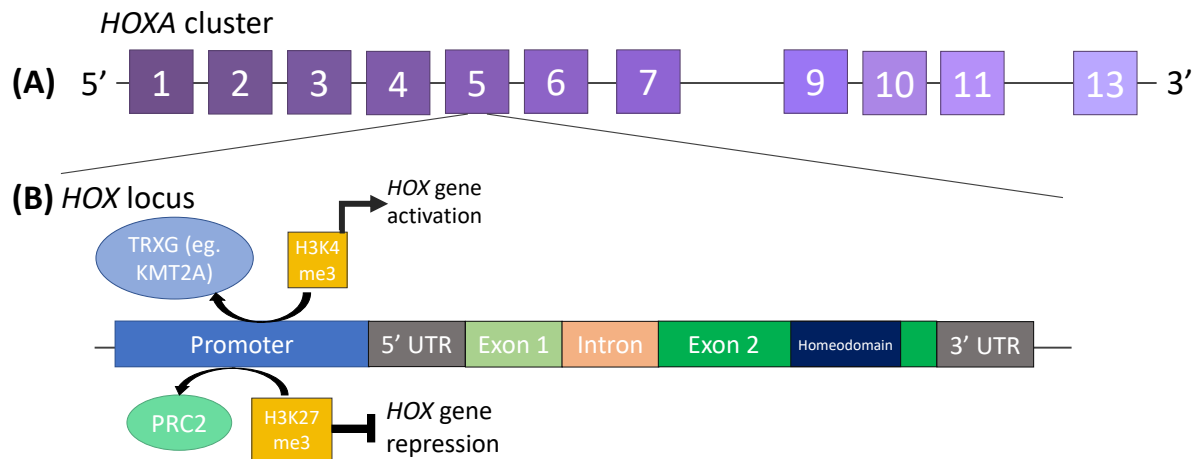 HOXA cluster
(A) 5’ 1 2 3 4 5 6 7 9 10 11 13 3’
(B) HOX locus
HOX gene
activation
TRXG (eg.
KMT2A)
H3K4
me3
Promoter 5’ UTR Exon 1 Intron Exon 2 Homeodomain 3’ UTR
PRC2
H3K27
me3
HOX gene
repression